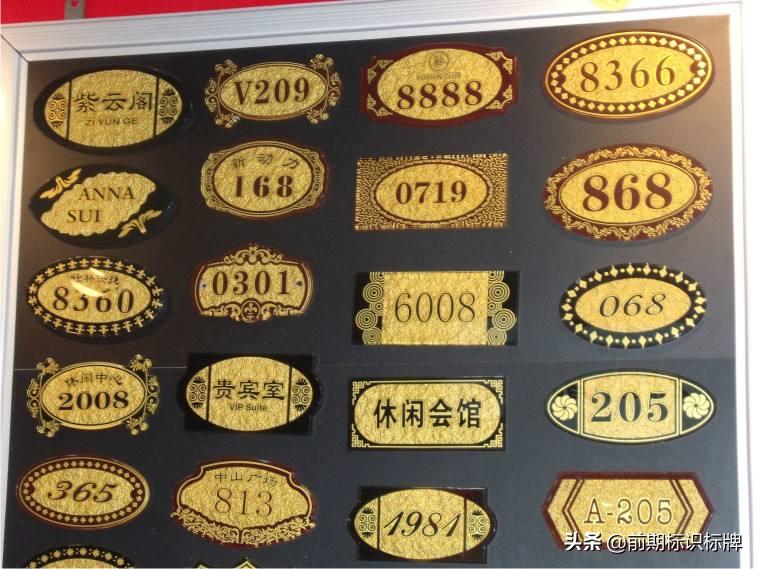 紫云阁
ZI YUN GE
V209
FUSION CLUB
8888
8366
ANNA
SUI
新动力
168
0719
868
8360
0301
6008
068
休闲中心
2008
贵宾室
VIP Suite
休闲会馆
205
365
中山广场
813
1981
A-205
头条 @前期标识标牌